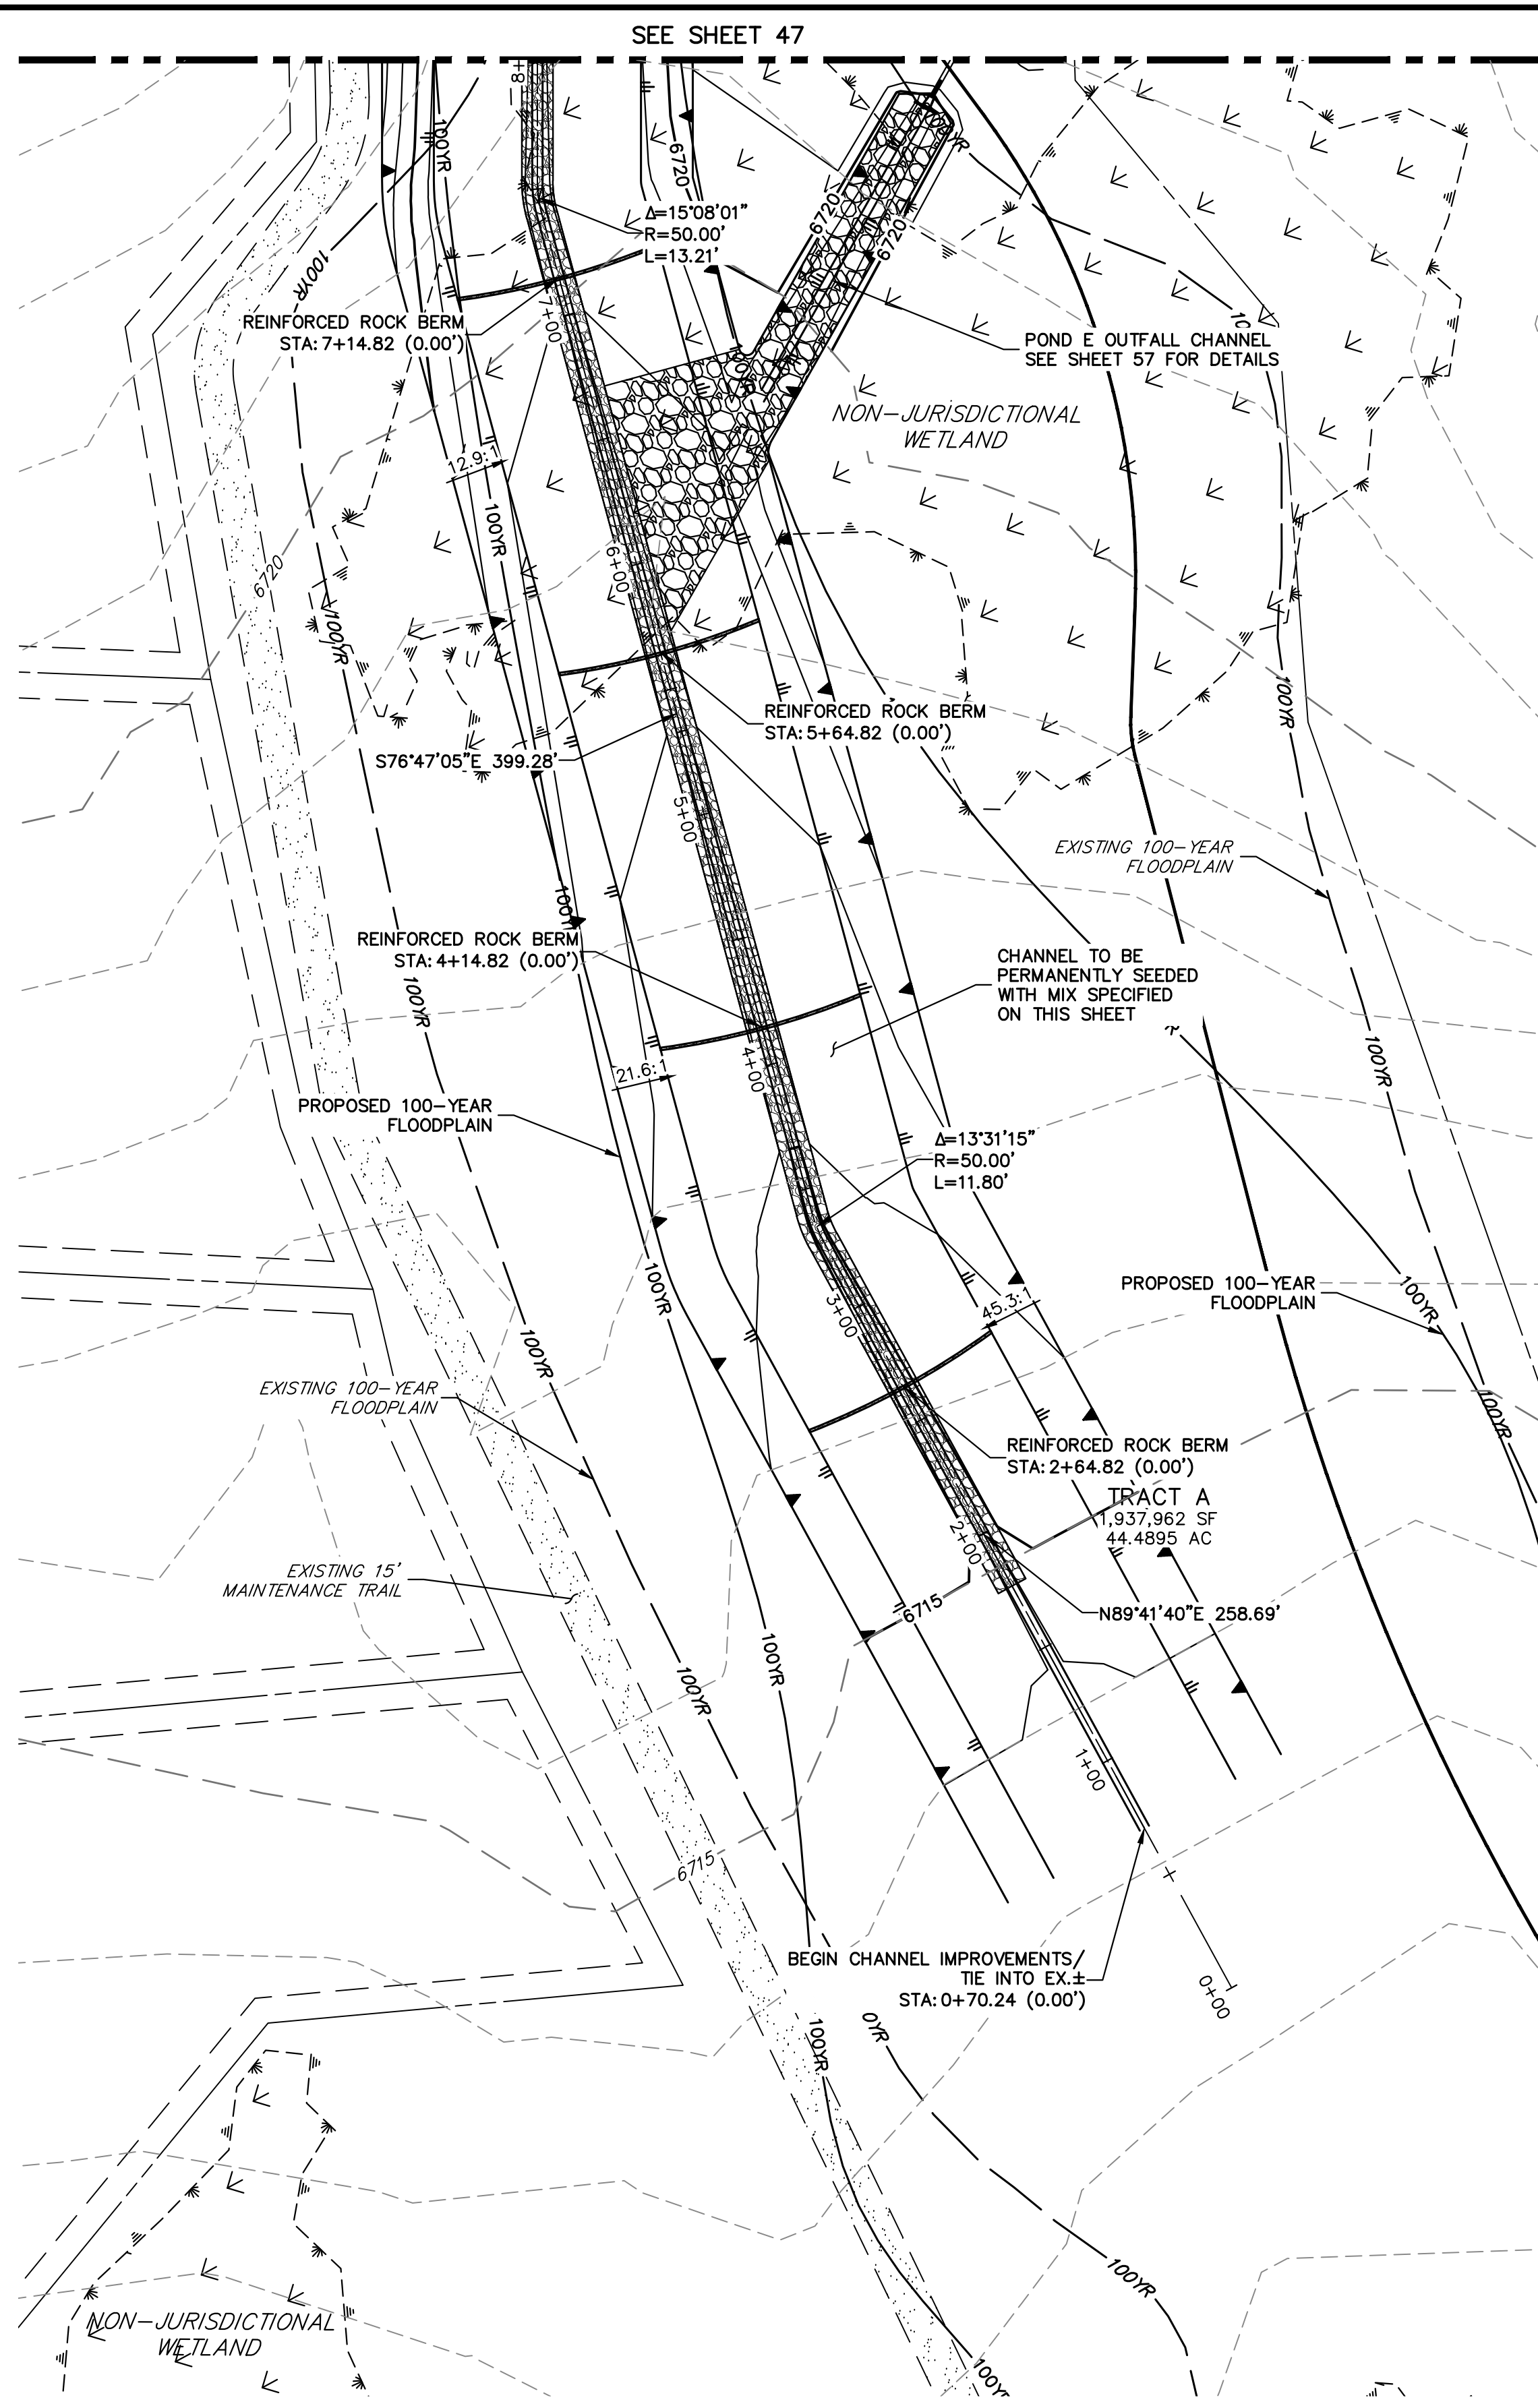 SEE SHEET 47
8+
100YR
6720
100YR
Δ=15°08'01"
R=50.00'
L=13.21'
6720
6720
100YR
REINFORCED ROCK BERM
STA: 7+14.82 (0.00')
7+00
POND E OUTFALL CHANNEL
SEE SHEET 57 FOR DETAILS
NON-JURISDICTIONAL
WETLAND
12.9:1
100YR
6+00
6720
100YR
100YR
REINFORCED ROCK BERM
STA: 5+64.82 (0.00')
S76°47'05"E 399.28'
5+00
EXISTING 100-YEAR
FLOODPLAIN
REINFORCED ROCK BERM
STA: 4+14.82 (0.00')
CHANNEL TO BE
PERMANENTLY SEEDED
WITH MIX SPECIFIED
ON THIS SHEET
100YR
100YR
4+00
21.6:1
PROPOSED 100-YEAR
FLOODPLAIN
Δ=13°31'15"
R=50.00'
L=11.80'
100YR
PROPOSED 100-YEAR
FLOODPLAIN
100YR
3+00
45.3:1
100YR
EXISTING 100-YEAR
FLOODPLAIN
100YR
REINFORCED ROCK BERM
STA: 2+64.82 (0.00')
TRACT A
1,937,962 SF
44.4895 AC
2+00
EXISTING 15'
MAINTENANCE TRAIL
6715
N89°41'40"E 258.69'
100YR
100YR
1+00
6715
BEGIN CHANNEL IMPROVEMENTS/
TIE INTO EX.±
STA: 0+70.24 (0.00')
0+00
100YR
0YR
100YR
NON-JURISDICTIONAL
WETLAND
100YR